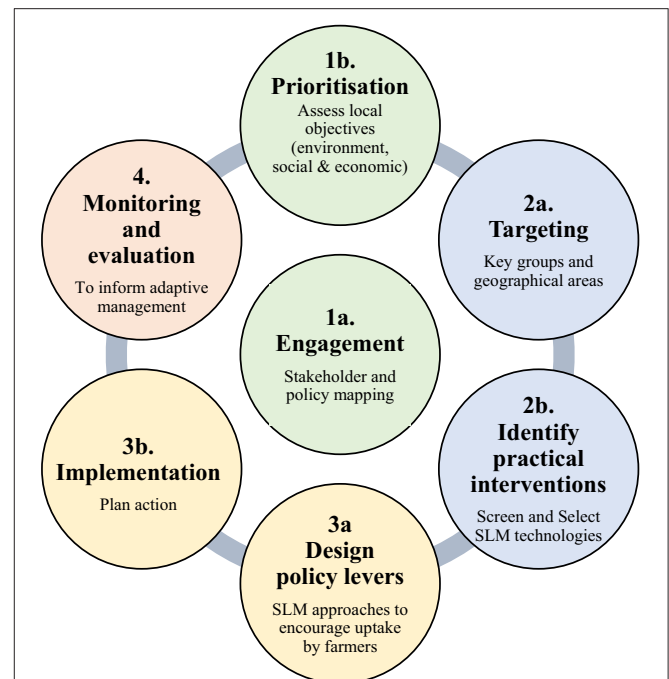 1b.
Prioritisation
Assess local
objectives
(environment,
social & economic)
2a.
Targeting
Key groups and
geographical areas
2b.
Identify
practical
interventions
Screen and Select
SLM technologies
3a
Design
policy levers
SLM approaches to
encourage uptake
by farmers
3b.
Implementation
Plan action
4.
Monitoring
and
evaluation
To inform adaptive
management
1a.
Engagement
Stakeholder and
policy mapping